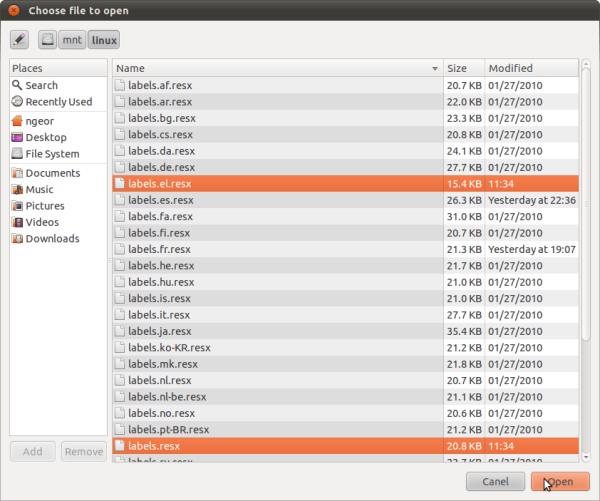 Choose file to open
mnt linux
Places
Search
Recently Used
ngeor
Desktop
File System
Documents
Music
Pictures
Videos
Downloads
Add Remove
Name Size Modified
labels.af.resx 20.7 KB 01/27/2010
labels.ar.resx 22.0 KB 01/27/2010
labels.bg.resx 23.3 KB 01/27/2010
labels.cs.resx 20.8 KB 01/27/2010
labels.da.resx 24.1 KB 01/27/2010
labels.de.resx 27.7 KB 01/27/2010
labels.el.resx 15.4 KB 11:34
labels.es.resx 26.3 KB Yesterday at 22:36
labels.fa.resx 31.0 KB 01/27/2010
labels.fi.resx 20.7 KB 01/27/2010
labels.fr.resx 21.3 KB Yesterday at 19:07
labels.he.resx 21.7 KB 01/27/2010
labels.hu.resx 21.0 KB 01/27/2010
labels.is.resx 21.0 KB 01/27/2010
labels.it.resx 27.7 KB 01/27/2010
labels.ja.resx 35.4 KB 01/27/2010
labels.ko-KR.resx 21.2 KB 01/27/2010
labels.mk.resx 21.8 KB 01/27/2010
labels.nl.resx 20.7 KB 01/27/2010
labels.nl-be.resx 21.1 KB 01/27/2010
labels.no.resx 20.6 KB 01/27/2010
labels.pt-BR.resx 21.2 KB 01/27/2010
labels.resx 20.8 KB 11:34
Canel Open